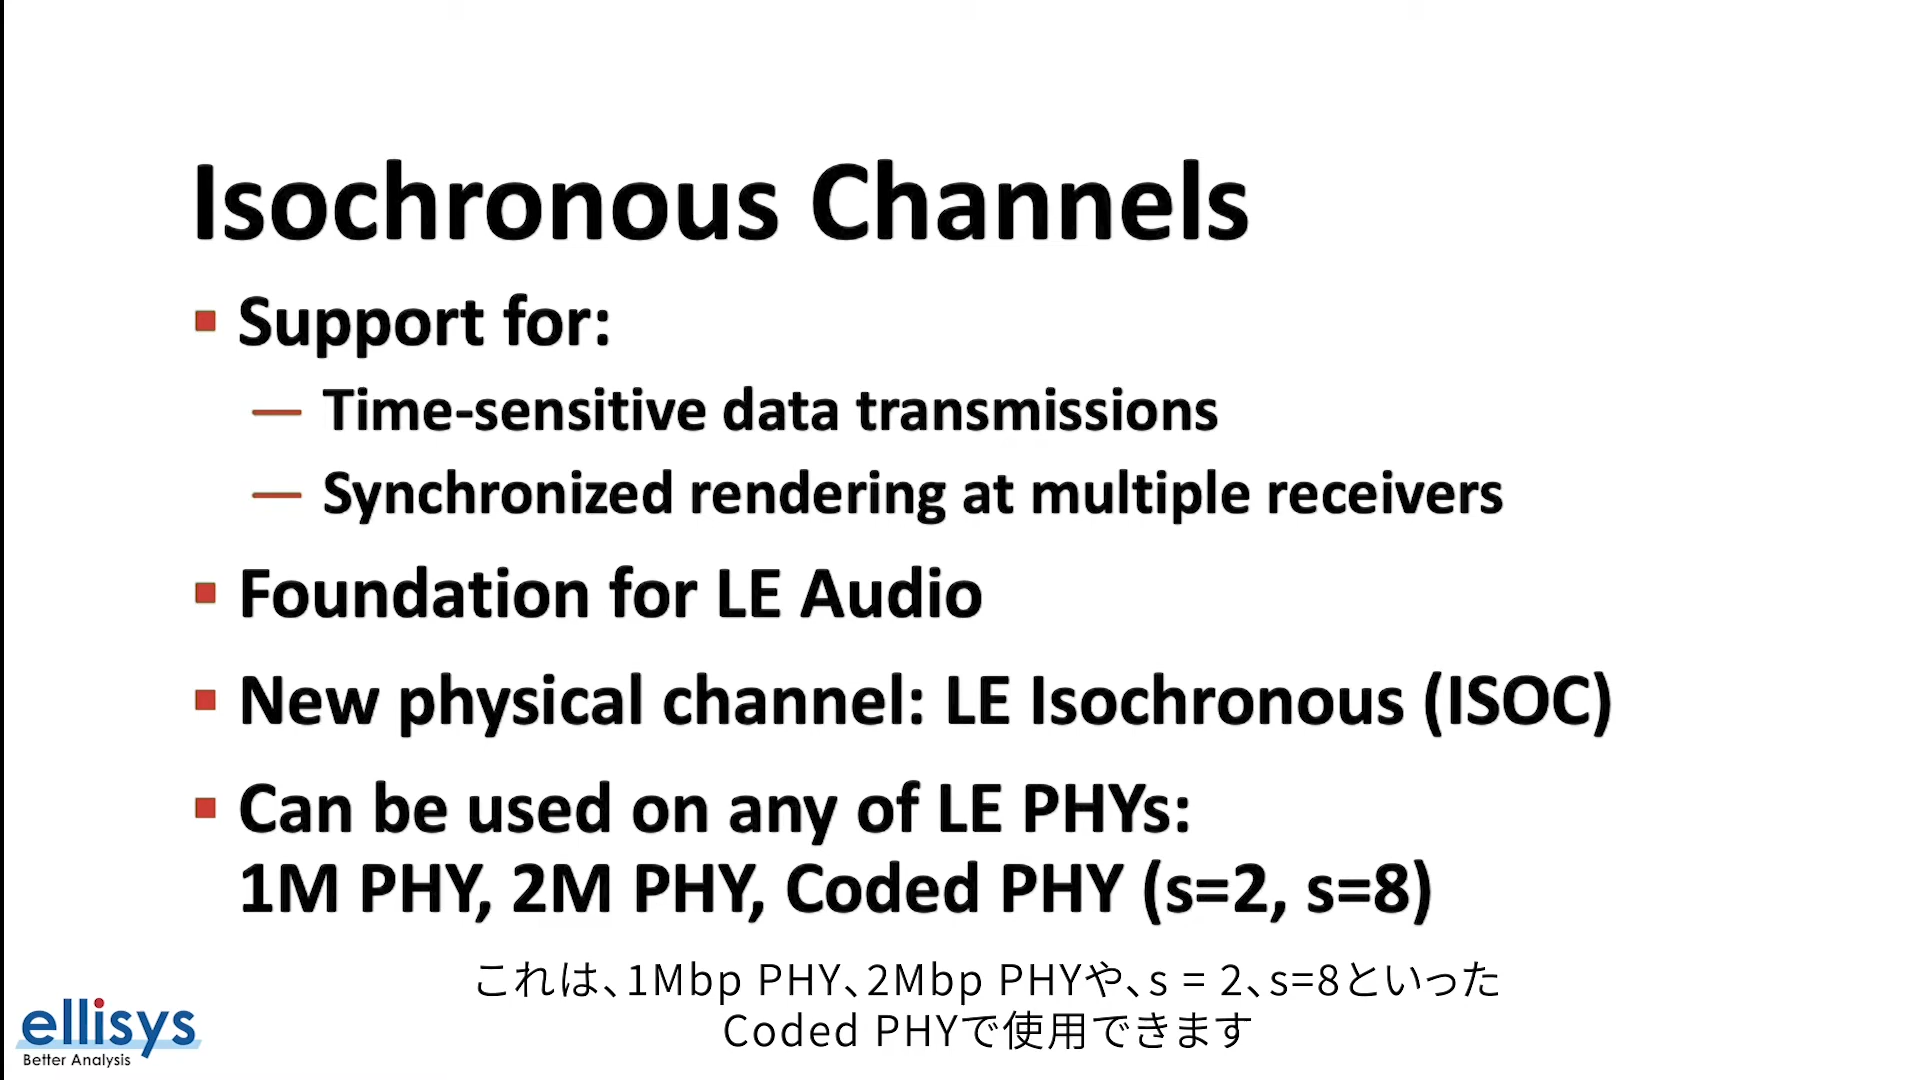 Isochronous Channels
Support for:
— Time-sensitive data transmissions
— Synchronized rendering at multiple receivers
Foundation for LE Audio
New physical channel: LE Isochronous (ISOC)
Can be used on any of LE PHYs:
1M PHY, 2M PHY, Coded PHY (s=2, s=8)
これは、1Mbp PHY、2Mbp PHYや、s = 2、s=8といった
Coded PHYで使用できます
ellisys
Better Analysis